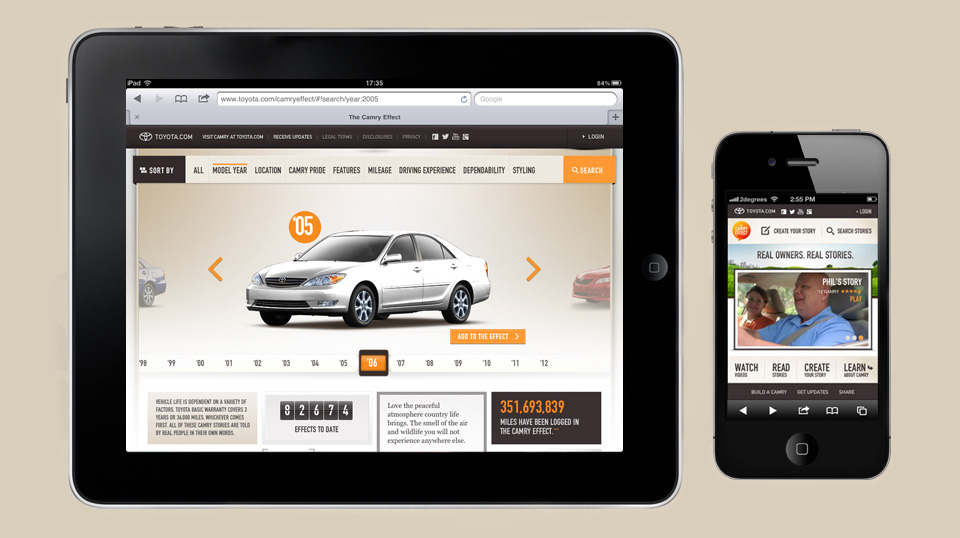 iPad 17:35 84%
www.toyota.com/camryeffect/#!search/year:2005 Google
The Camry Effect
TOYOTA.COM VISIT CAMRY AT TOYOTA.COM RECEIVE UPDATES LEGAL TERMS DISCLOSURES PRIVACY LOGIN
SORT BY ALL MODEL YEAR LOCATION CAMRY PRIDE FEATURES MILEAGE DRIVING EXPERIENCE DEPENDABILITY STYLING SEARCH
'05
ADD TO THE EFFECT
'98 '99 '00 '01 '02 '03 '04 '05 '06 '07 '08 '09 '10 '11 '12
VEHICLE LIFE IS DEPENDENT ON A VARIETY OF
FACTORS. TOYOTA BASIC WARRANTY COVERS 3
YEARS OR 36,000 MILES. WHICHEVER COMES
FIRST. ALL OF THESE CAMRY STORIES ARE TOLD
BY REAL PEOPLE IN THEIR OWN WORDS.
82674
EFFECTS TO DATE
Love the peaceful
atmosphere country life
brings. The smell of the air
and wildlife you will not
experience anywhere else.
351,693,839
MILES HAVE BEEN LOGGED IN
THE CAMRY EFFECT.
2degrees 2:55 PM
TOYOTA.COM LOGIN
CAMRY
EFFECT
CREATE YOUR STORY SEARCH STORIES
REAL OWNERS. REAL STORIES.
PHIL'S STORY
'12 CAMRY
PLAY
WATCH READ CREATE LEARN
VIDEOS STORIES YOUR STORY ABOUT CAMRY
BUILD A CAMRY GET UPDATES SHARE